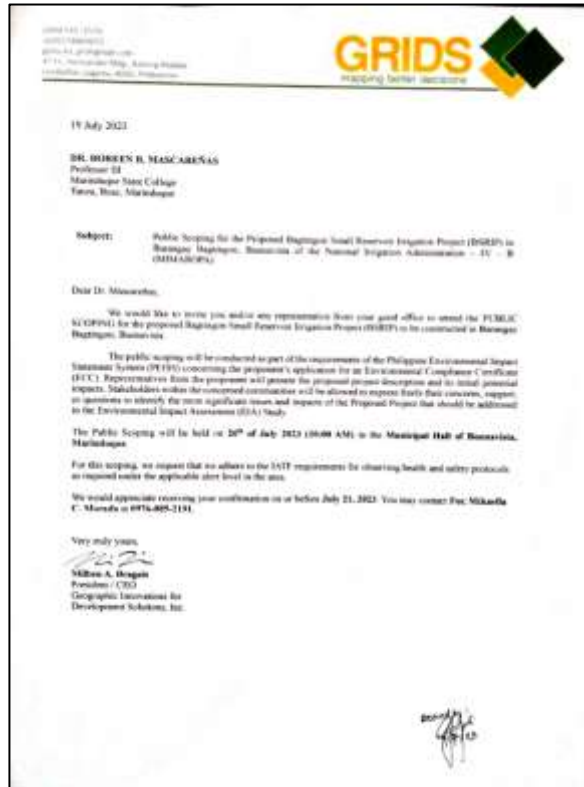 GRIDS
mapping better decisions
19 July 2023
DR. DOREEN R. MASCAREÑAS
Professor III
Marinduque State College
Tanza, Boac, Marinduque
Subject: Public Scoping for the Proposed Bagtingon Small Reservoir Irrigation Project (BSRIP) in
Barangay Bagtingon, Buenavista of the National Irrigation Administration – IV – B
(MIMAROPA)
Dear Dr. Mascareñas,
We would like to invite you and/or any representation from your good office to attend the PUBLIC
SCOPING for the proposed Bagtingon Small Reservoir Irrigation Project (BSRIP) to be constructed in Barangay
Bagtingon, Buenavista.
The public scoping will be conducted as part of the requirements of the Philippine Environmental Impact
Statement System (PEISS) concerning the proponent's application for an Environmental Compliance Certificate
(ECC). Representatives from the proponent will present the proposed project description and its initial potential
impacts. Stakeholders within the concerned communities will be allowed to express freely their concerns, support,
or questions to identify the most significant issues and impacts of the Proposed Project that should be addressed
in the Environmental Impact Assessment (EIA) Study.
The Public Scoping will be held on 26th of July 2023 (10:00 AM) in the Municipal Hall of Buenavista,
Marinduque.
For this scoping, we request that we adhere to the IATF requirements for observing health and safety protocols
as required under the applicable alert level in the area.
We would appreciate receiving your confirmation on or before July 21, 2023. You may contact For. Mikaella
C. at 0976-005-2191.
Very truly yours,
President / CEO
Geographic Innovations for
Development Solutions, Inc.